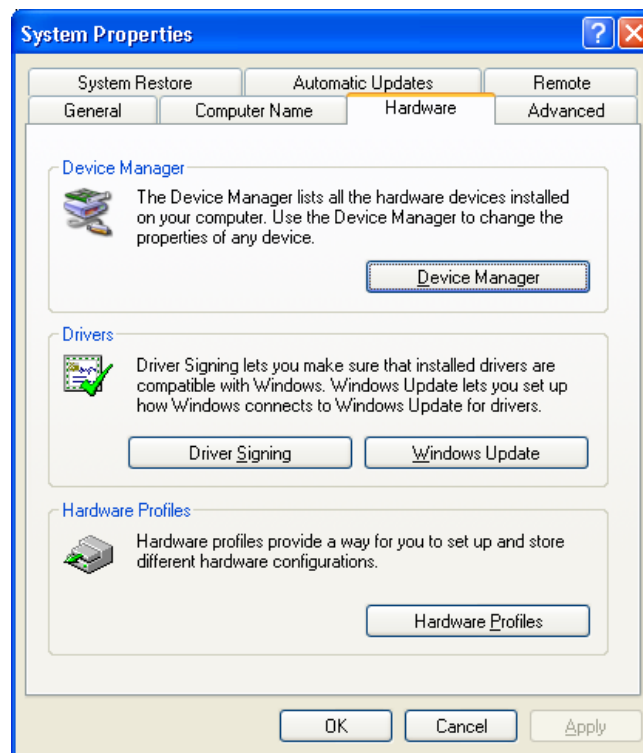 System Properties
System Restore Automatic Updates Remote
General Computer Name Hardware Advanced
Device Manager
The Device Manager lists all the hardware devices installed
on your computer. Use the Device Manager to change the
properties of any device.
Device Manager
Drivers
Driver Signing lets you make sure that installed drivers are
compatible with Windows. Windows Update lets you set up
how Windows connects to Windows Update for drivers.
Driver Signing Windows Update
Hardware Profiles
Hardware profiles provide a way for you to set up and store
different hardware configurations.
Hardware Profiles
OK Cancel Apply